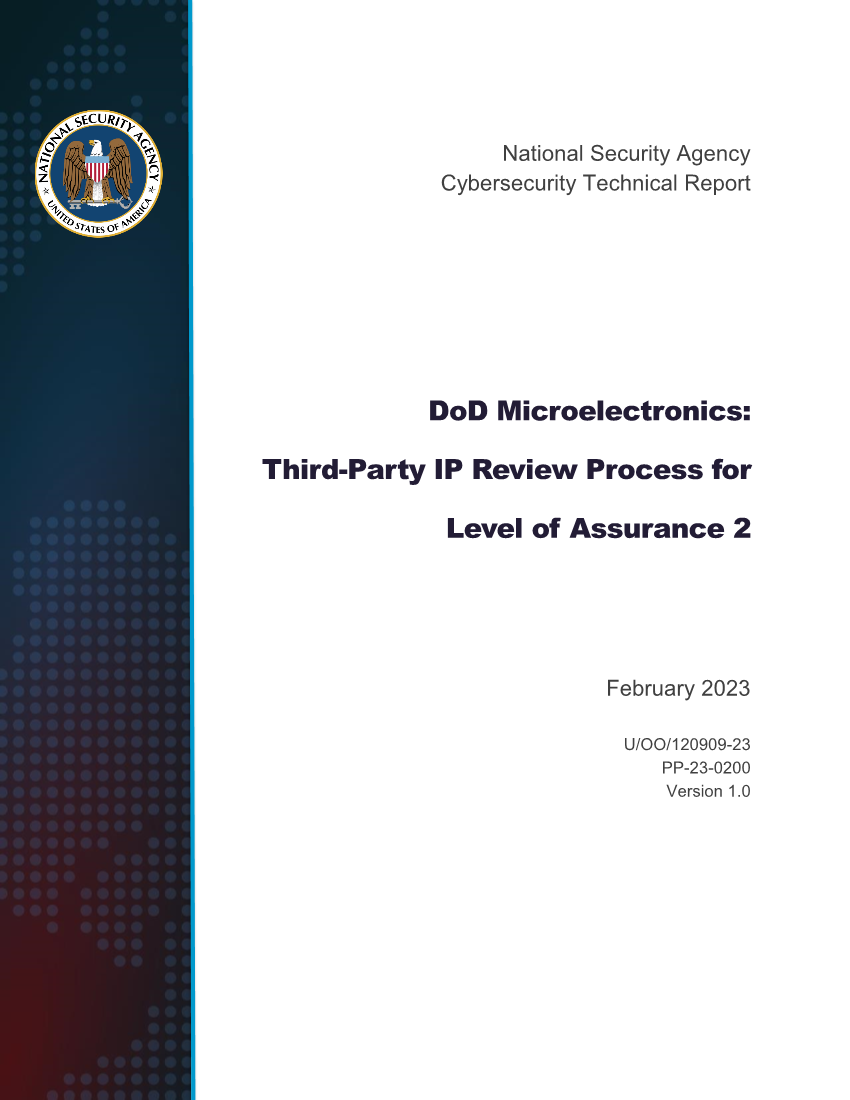 NATIONAL SECURITY AGENCY
UNITED STATES OF AMERICA
National Security Agency
Cybersecurity Technical Report
DoD Microelectronics:
Third-Party IP Review Process for
Level of Assurance 2
February 2023
U/OO/120909-23
PP-23-0200
Version 1.0